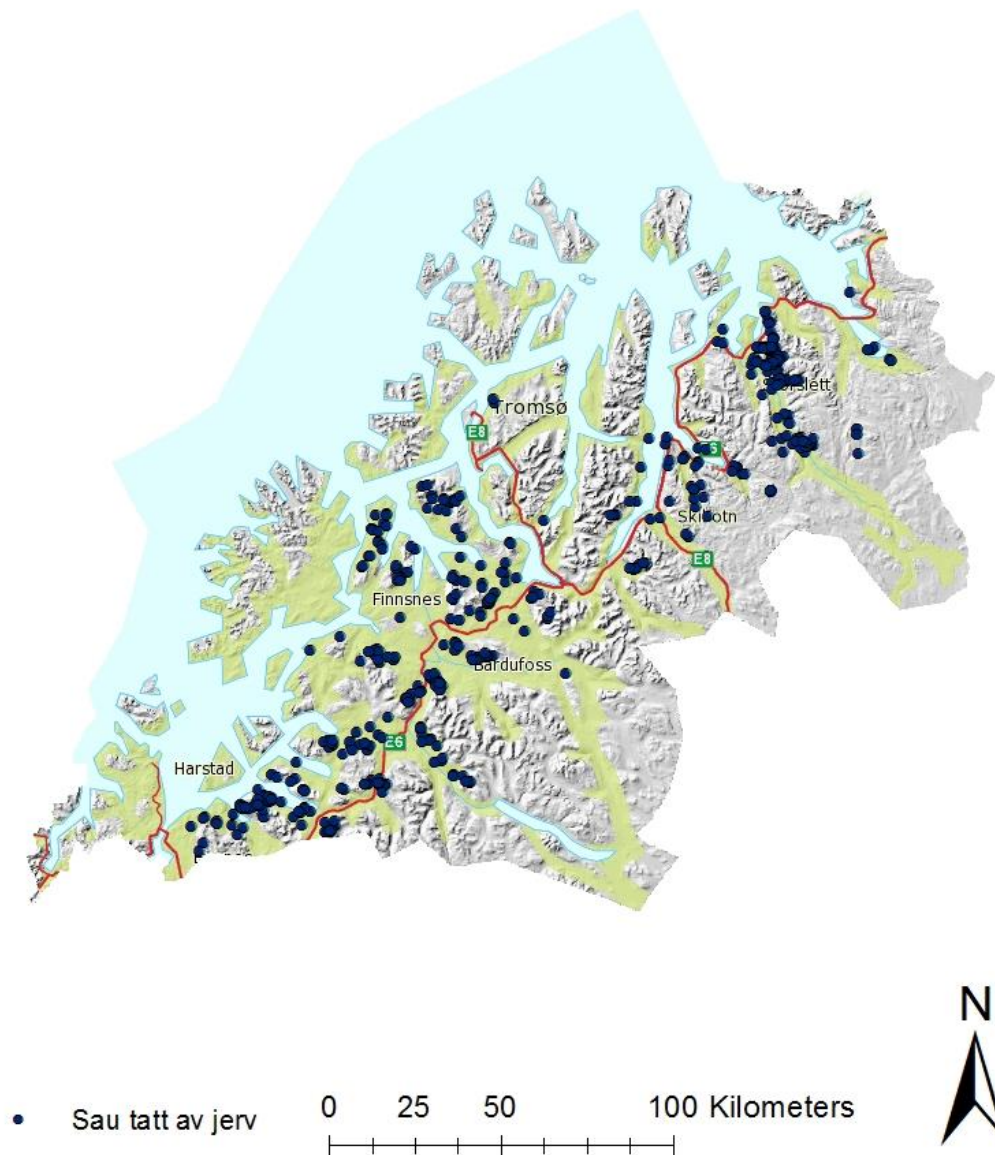 Tromsø
E8
Storslett
E6
Skibotn
E8
Finnsnes
Bardufoss
E6
Harstad
N
Sau tatt av jerv
0 25 50 100 Kilometers